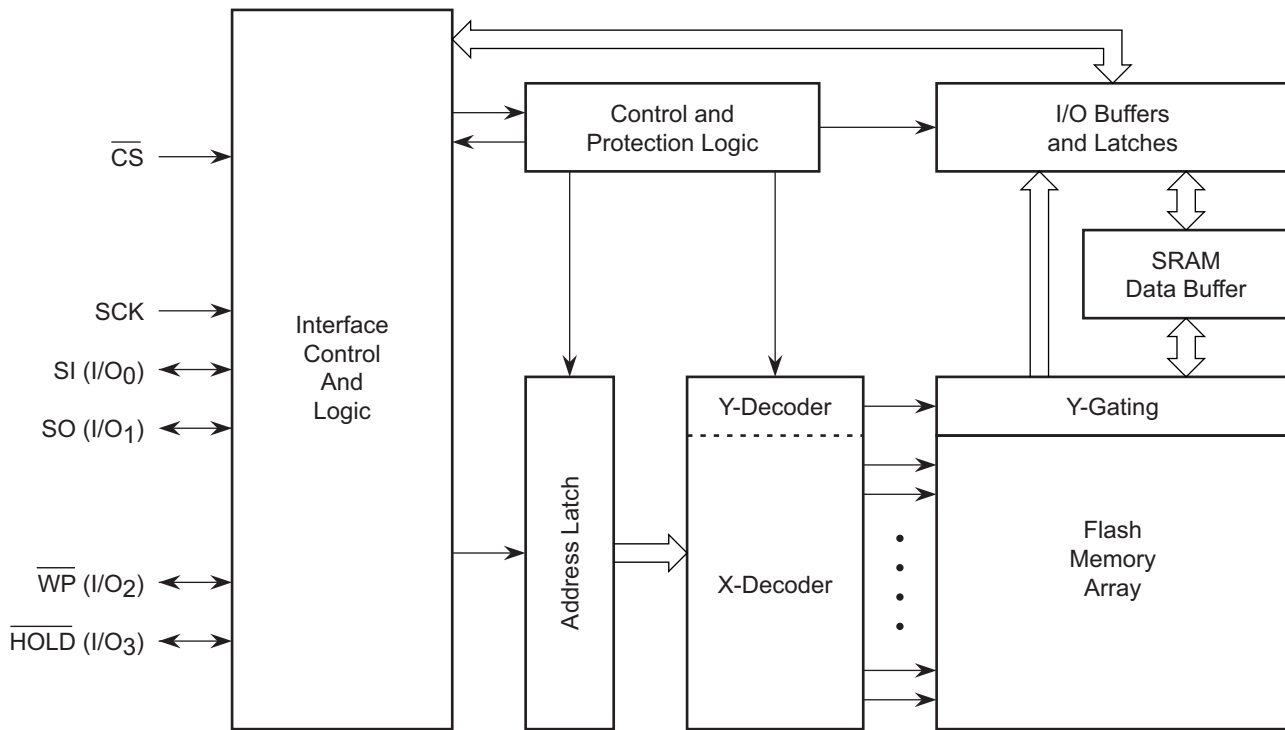 Control and
Protection Logic
I/O Buffers
and Latches
CS
SRAM
Data Buffer
SCK
Interface
Control
And
Logic
SI (I/O0)
SO (I/O1)
WP (I/O2)
HOLD (I/O3)
Address Latch
Y-Decoder
X-Decoder
Y-Gating
Flash
Memory
Array